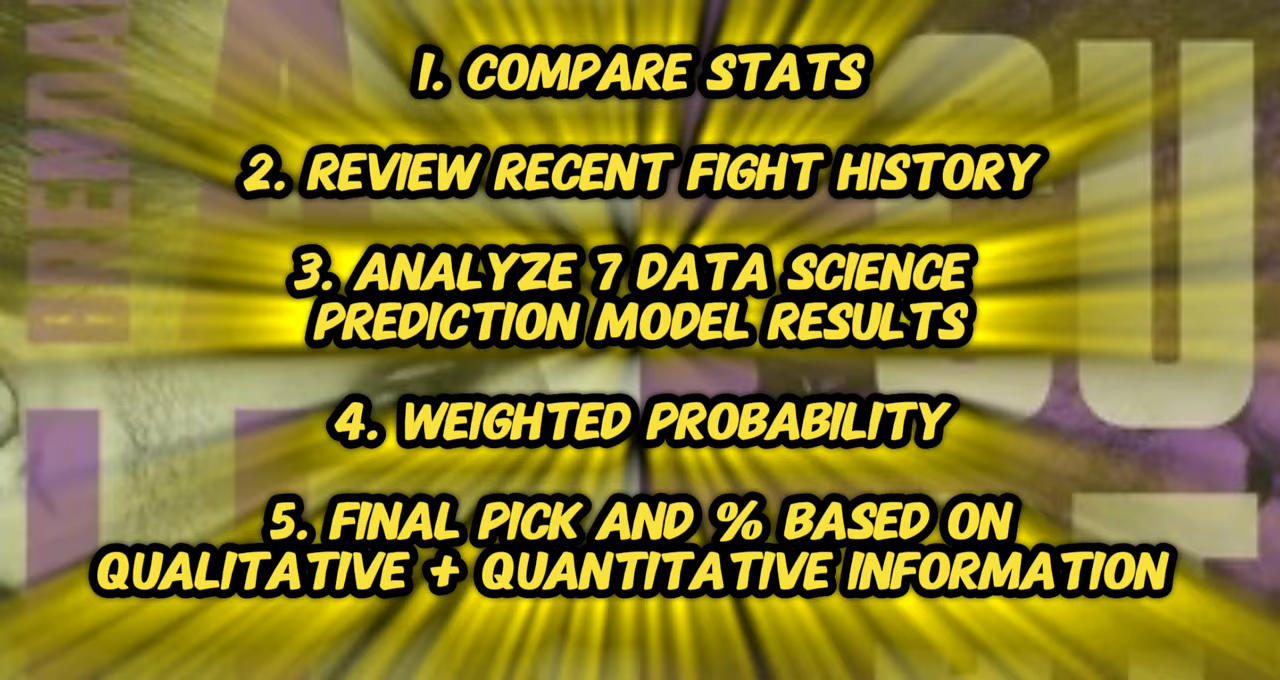 1. COMPARE STATS
2. REVIEW RECENT FIGHT HISTORY
3. ANALYZE 7 DATA SCIENCE
PREDICTION MODEL RESULTS
4. WEIGHTED PROBABILITY
5. FINAL PICK AND % BASED ON
QUALITATIVE + QUANTITATIVE INFORMATION